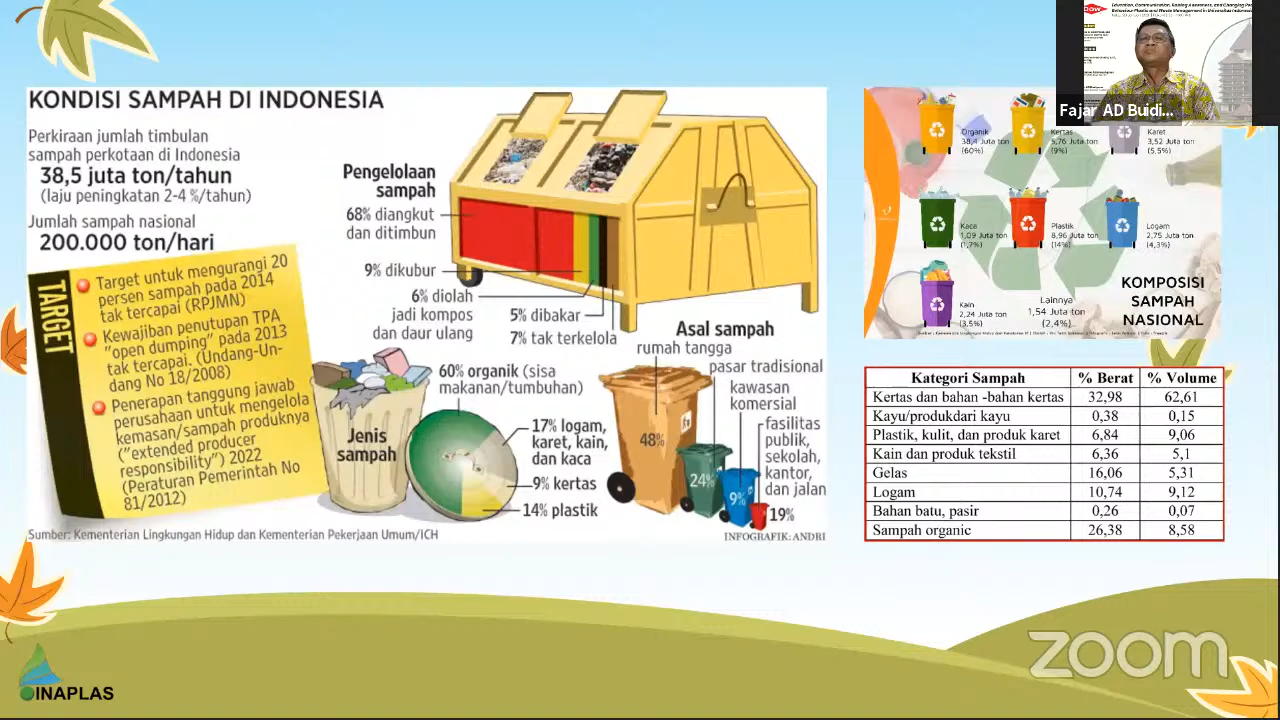 KONDISI SAMPAH DI INDONESIA
Perkiraan jumlah timbulan
sampah perkotaan di Indonesia
38,5 juta ton/tahun
(laju peningkatan 2-4 %/tahun)
Jumlah sampah nasional
200.000 ton/hari
TARGET
Target untuk mengurangi 20
persen sampah pada 2014
tak tercapai (RPJMN)
Kewajiban penutupan TPA
"open dumping" pada 2013
tak tercapai. (Undang-Un-
dang No 18/2008)
Penerapan tanggung jawab
perusahaan untuk mengelola
kemasan/sampah produknya
("extended producer
responsibility") 2022
(Peraturan Pemerintah No
81/2012)
Pengelolaan
sampah
68% diangkut
dan ditimbun
9% dikubur
6% diolah
jadi kompos
dan daur ulang
5% dibakar
7% tak terkelola
Jenis
sampah
60% organik (sisa
makanan/tumbuhan)
17% logam,
karet, kain,
dan kaca
9% kertas
14% plastik
Asal sampah
rumah tangga
pasar tradisional
kawasan
komersial
fasilitas
publik,
sekolah,
kantor,
dan jalan
48%
24%
9%
19%
Sumber: Kementerian Lingkungan Hidup dan Kementerian Pekerjaan Umum/ICH
INFOGRAFIK: ANDRI
Fajar AD Buidi...
Organik
38,4 Juta ton
(60%)
Kertas
5,76 Juta ton
(9%)
Karet
3,52 Juta ton
(5,5%)
Kaca
1,09 Juta ton
(1,7%)
Plastik
8,96 Juta ton
(14%)
Logam
2,75 Juta ton
(4,3%)
Kain
2,24 Juta ton
(3,5%)
Lainnya
1,54 Juta ton
(2,4%)
KOMPOSISI
SAMPAH
NASIONAL
Kategori Sampah % Berat % Volume
Kertas dan bahan -bahan kertas 32,98 62,61
Kayu/produkdari kayu 0,38 0,15
Plastik, kulit, dan produk karet 6,84 9,06
Kain dan produk tekstil 6,36 5,1
Gelas 16,06 5,31
Logam 10,74 9,12
Bahan batu, pasir 0,26 0,07
Sampah organic 26,38 8,58
INAPLAS
zoom